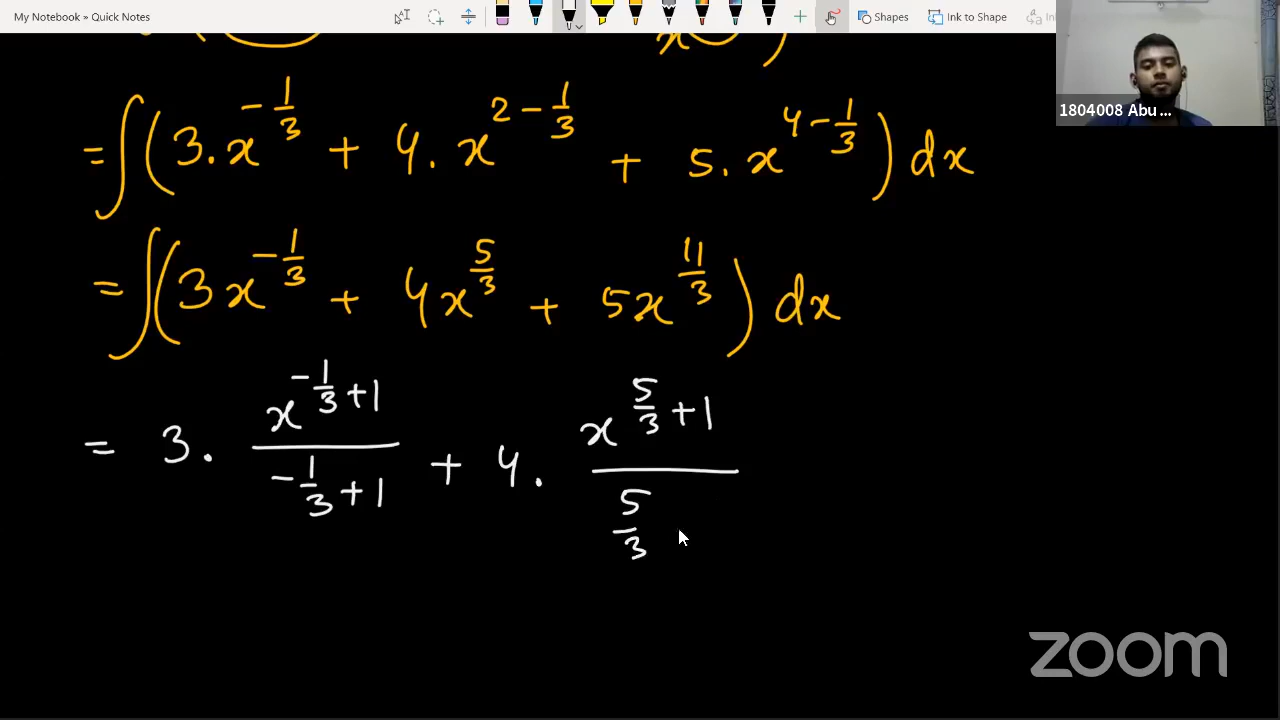 My Notebook » Quick Notes
Shapes
Ink to Shape
1804008 Abu ...
= ∫ (3.x^{-1/3} + 4.x^{2-1/3} + 5.x^{4-1/3}) dx
= ∫ (3x^{-1/3} + 4x^{5/3} + 5x^{11/3}) dx
= 3. \frac{x^{-1/3+1}}{-1/3+1} + 4. \frac{x^{5/3+1}}{5/3}
zoom